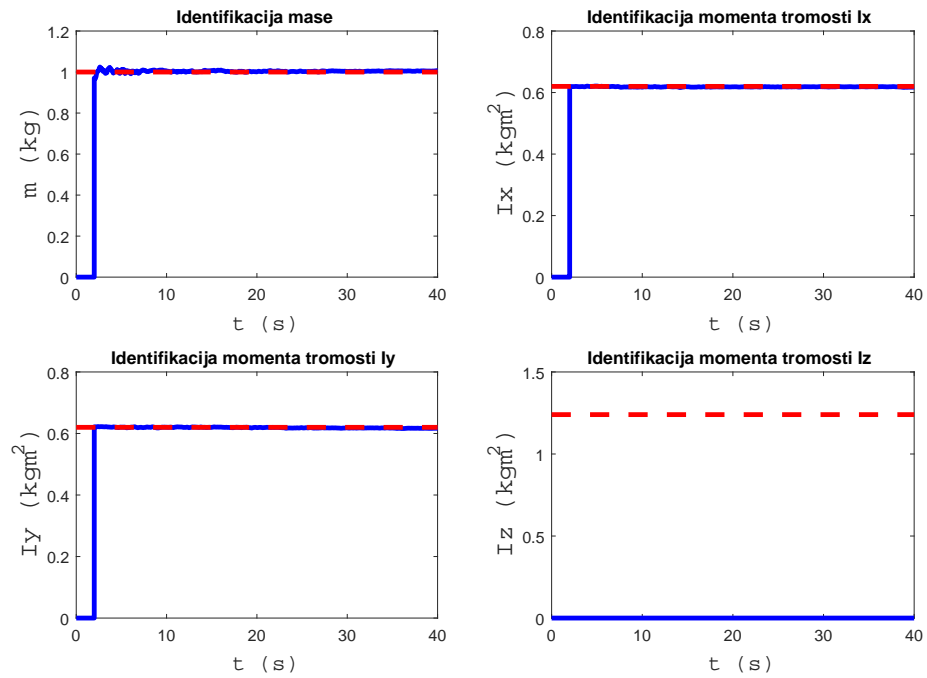 Identifikacija mase
1.2
1
0.8
0.6
0.4
0.2
0
m (kg)
0 10 20 30 40
t (s)
Identifikacija momenta tromosti Ix
0.8
0.6
0.4
0.2
0
Ix (kgm²)
0 10 20 30 40
t (s)
Identifikacija momenta tromosti Iy
0.8
0.6
0.4
0.2
0
Iy (kgm²)
0 10 20 30 40
t (s)
Identifikacija momenta tromosti Iz
1.5
1
0.5
0
Iz (kgm²)
0 10 20 30 40
t (s)